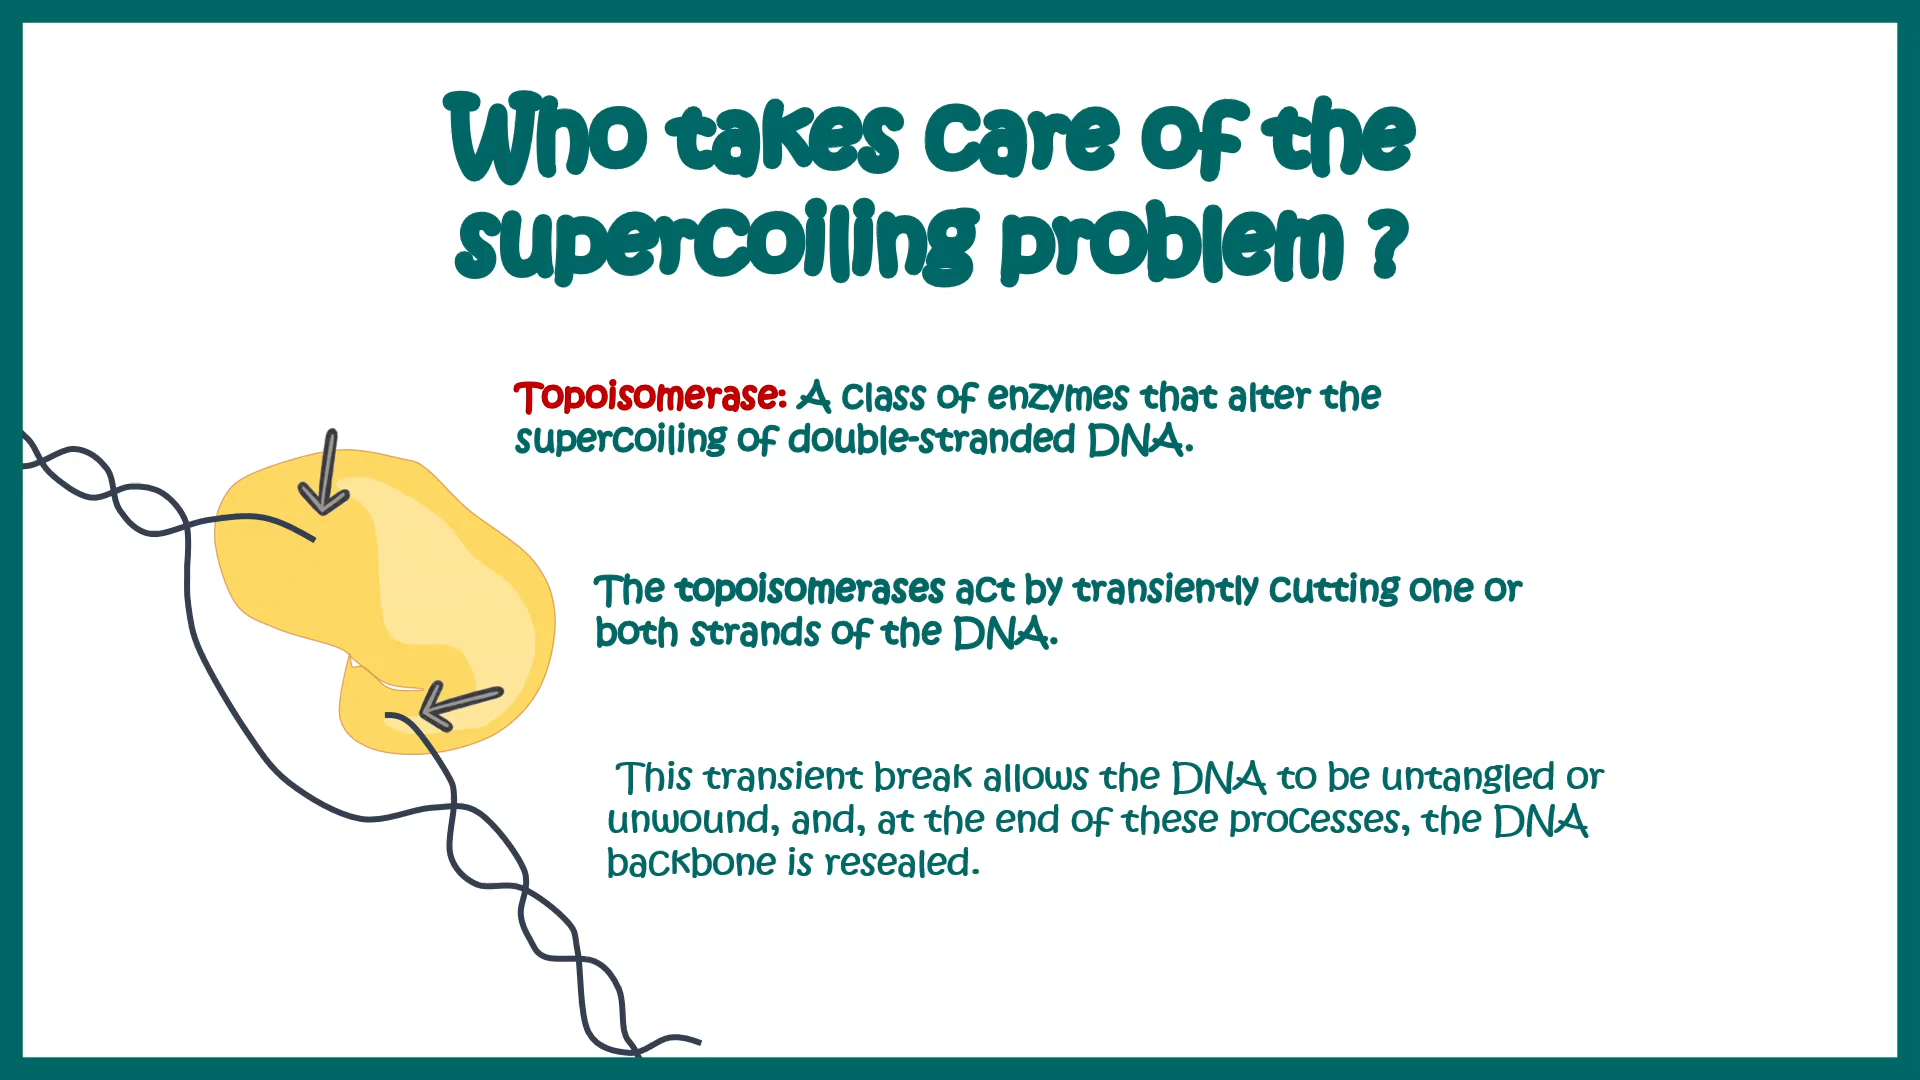 Who takes care of the
supercoiling problem ?
Topoisomerase: A class of enzymes that alter the
supercoiling of double-stranded DNA.
The topoisomerases act by transiently cutting one or
both strands of the DNA.
This transient break allows the DNA to be untangled or
unwound, and, at the end of these processes, the DNA
backbone is resealed.